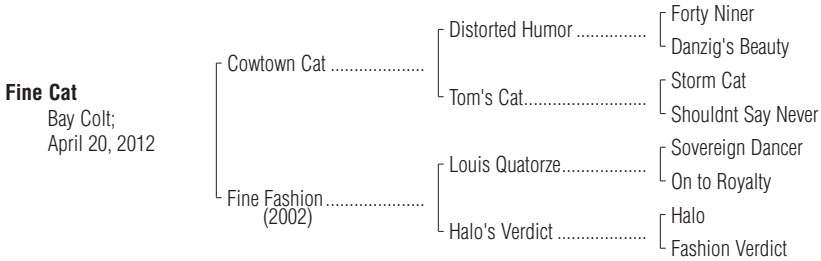 Fine Cat
Bay Colt;
April 20, 2012
Cowtown Cat ....................
Fine Fashion .....................
(2002)
Distorted Humor ...............
Tom's Cat..........................
Louis Quatorze..................
Halo's Verdict ...................
Forty Niner
Danzig's Beauty
Storm Cat
Shouldnt Say Never
Sovereign Dancer
On to Royalty
Halo
Fashion Verdict